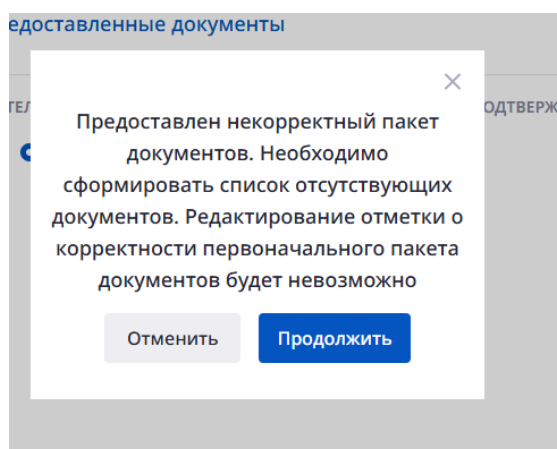 едоставленные документы
ТЕЛ
ОДТВЕРЖ
Предоставлен некорректный пакет
документов. Необходимо
сформировать список отсутствующих
документов. Редактирование отметки о
корректности первоначального пакета
документов будет невозможно
Отменить
Продолжить